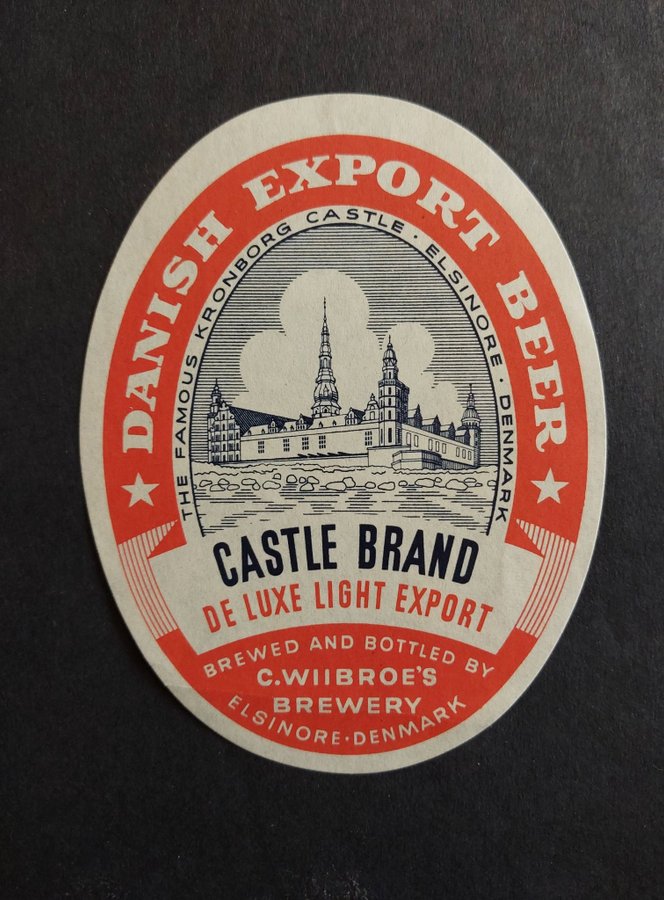 DANISH EXPORT BEER
THE FAMOUS KRONBORG CASTLE · ELSINORE · DENMARK
CASTLE BRAND
DE LUXE LIGHT EXPORT
BREWED AND BOTTLED BY
C. WIIBROE'S
BREWERY
ELSINORE · DENMARK